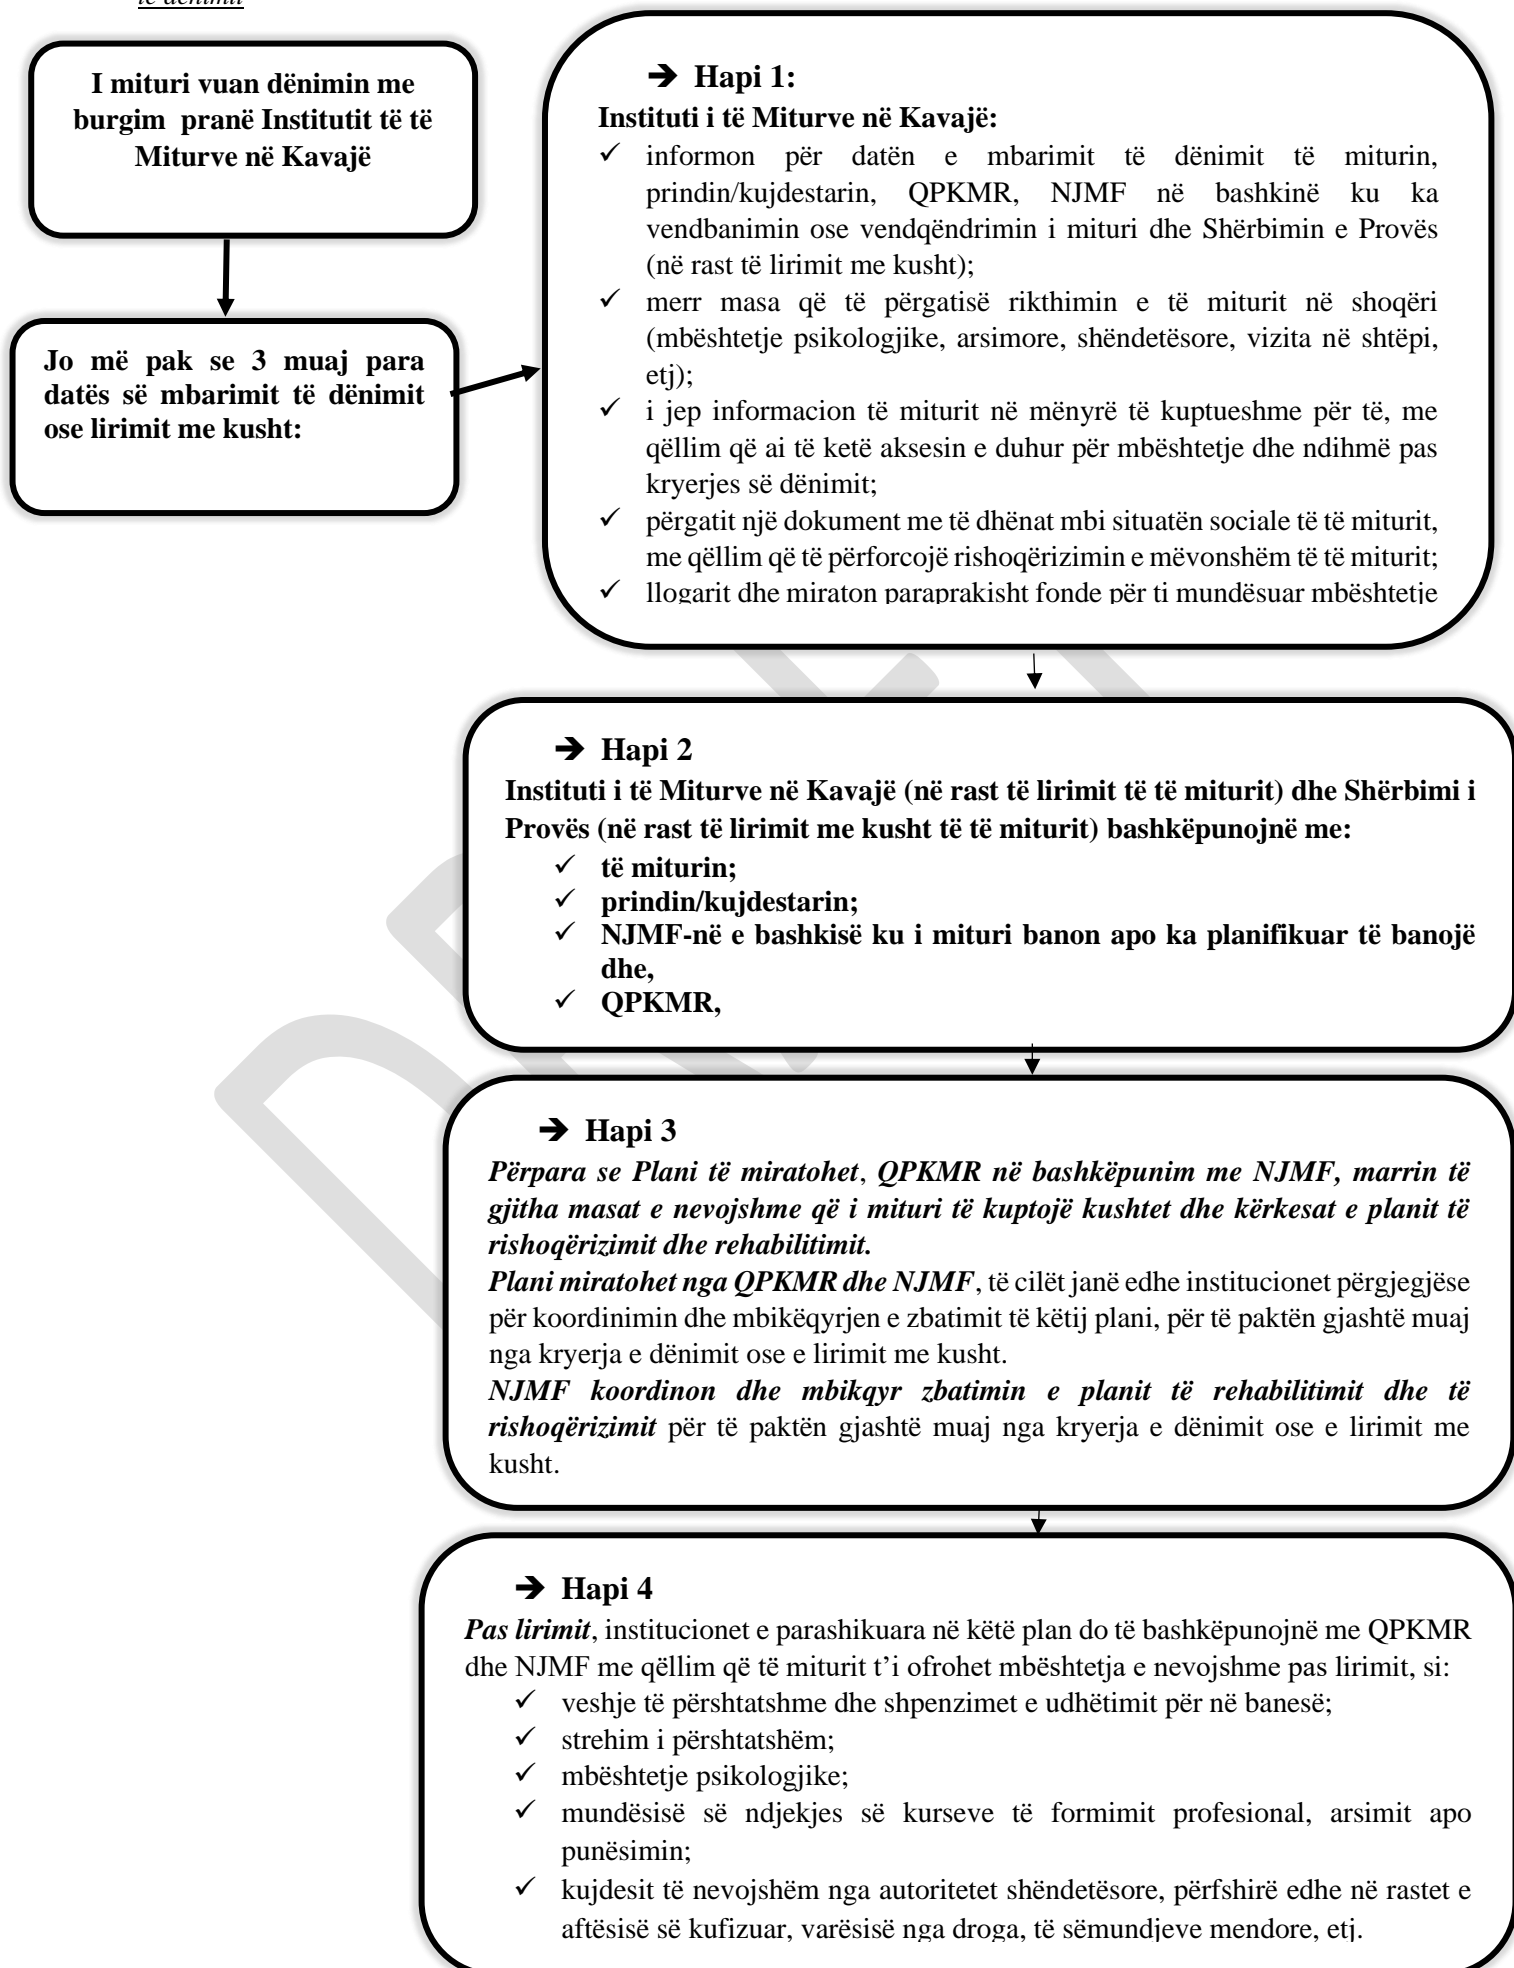 të dënimit
I mituri vuan dënimin me
burgim pranë Institutit të të
Miturve në Kavajë
Jo më pak se 3 muaj para
datës së mbarimit të dënimit
ose lirimit me kusht:
➔ Hapi 1:
Instituti i të Miturve në Kavajë:
✓ informon për datën e mbarimit të dënimit të miturin,
prindin/kujdestarin, QPKMR, NJMF në bashkinë ku ka
vendbanimin ose vendqëndrimin i mituri dhe Shërbimin e Provës
(në rast të lirimit me kusht);
✓ merr masa që të përgatisë rikthimin e të miturit në shoqëri
(mbështetje psikologjike, arsimore, shëndetësore, vizita në shtëpi,
etj);
✓ i jep informacion të miturit në mënyrë të kuptueshme për të, me
qëllim që ai të ketë aksesin e duhur për mbështetje dhe ndihmë pas
kryerjes së dënimit;
✓ përgatit një dokument me të dhënat mbi situatën sociale të të miturit,
me qëllim që të përforcojë rishoqërizimin e mëvonshëm të të miturit;
✓ llogarit dhe miraton paraprakisht fonde për ti mundësuar mbështetje
➔ Hapi 2
Instituti i të Miturve në Kavajë (në rast të lirimit të të miturit) dhe Shërbimi i
Provës (në rast të lirimit me kusht të të miturit) bashkëpunojnë me:
✓ të miturin;
✓ prindin/kujdestarin;
✓ NJMF-në e bashkisë ku i mituri banon apo ka planifikuar të banojë
dhe,
✓ QPKMR,
➔ Hapi 3
Përpara se Plani të miratohet, QPKMR në bashkëpunim me NJMF, marrin të
gjitha masat e nevojshme që i mituri të kuptojë kushtet dhe kërkesat e planit të
rishoqërizimit dhe rehabilitimit.
Plani miratohet nga QPKMR dhe NJMF, të cilët janë edhe institucionet përgjegjëse
për koordinimin dhe mbikëqyrjen e zbatimit të këtij plani, për të paktën gjashtë muaj
nga kryerja e dënimit ose e lirimit me kusht.
NJMF koordinon dhe mbikqyr zbatimin e planit të rehabilitimit dhe të
rishoqërizimit për të paktën gjashtë muaj nga kryerja e dënimit ose e lirimit me
kusht.
➔ Hapi 4
Pas lirimit, institucionet e parashikuara në këtë plan do të bashkëpunojnë me QPKMR
dhe NJMF me qëllim që të miturit t’i ofrohet mbështetja e nevojshme pas lirimit, si:
✓ veshje të përshtatshme dhe shpenzimet e udhëtimit për në banesë;
✓ strehim i përshtatshëm;
✓ mbështetje psikologjike;
✓ mundësisë së ndjekjes së kurseve të formimit profesional, arsimit apo
punësimin;
✓ kujdesit të nevojshëm nga autoritetet shëndetësore, përfshirë edhe në rastet e
aftësisë së kufizuar, varësisë nga droga, të sëmundjeve mendore, etj.